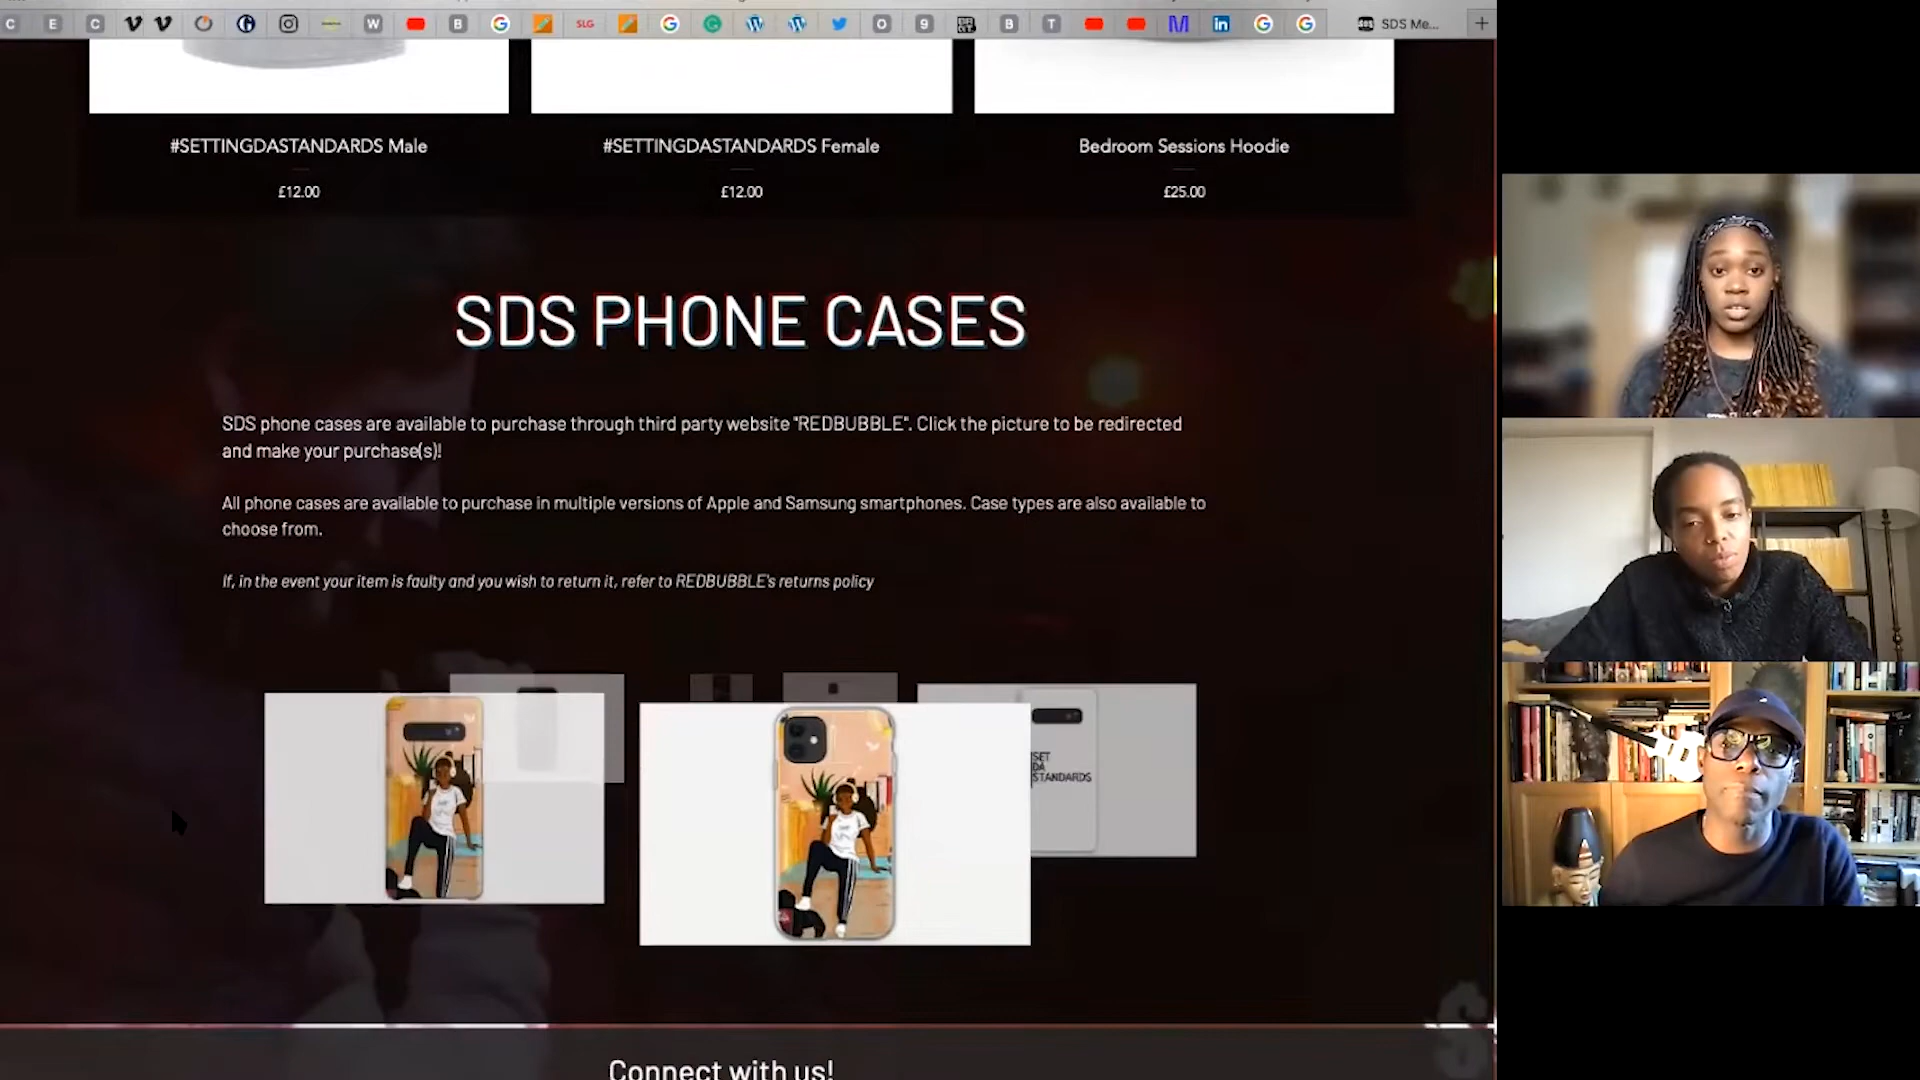 SDS Me...
#SETTINGDASTANDARDS Male
£12.00
#SETTINGDASTANDARDS Female
£12.00
Bedroom Sessions Hoodie
£25.00
SDS PHONE CASES
SDS phone cases are available to purchase through third party website "REDBUBBLE". Click the picture to be redirected
and make your purchase(s)!
All phone cases are available to purchase in multiple versions of Apple and Samsung smartphones. Case types are also available to
choose from.
If, in the event your item is faulty and you wish to return it, refer to REDBUBBLE's returns policy
SET
DA
STANDARDS
Connect with us!